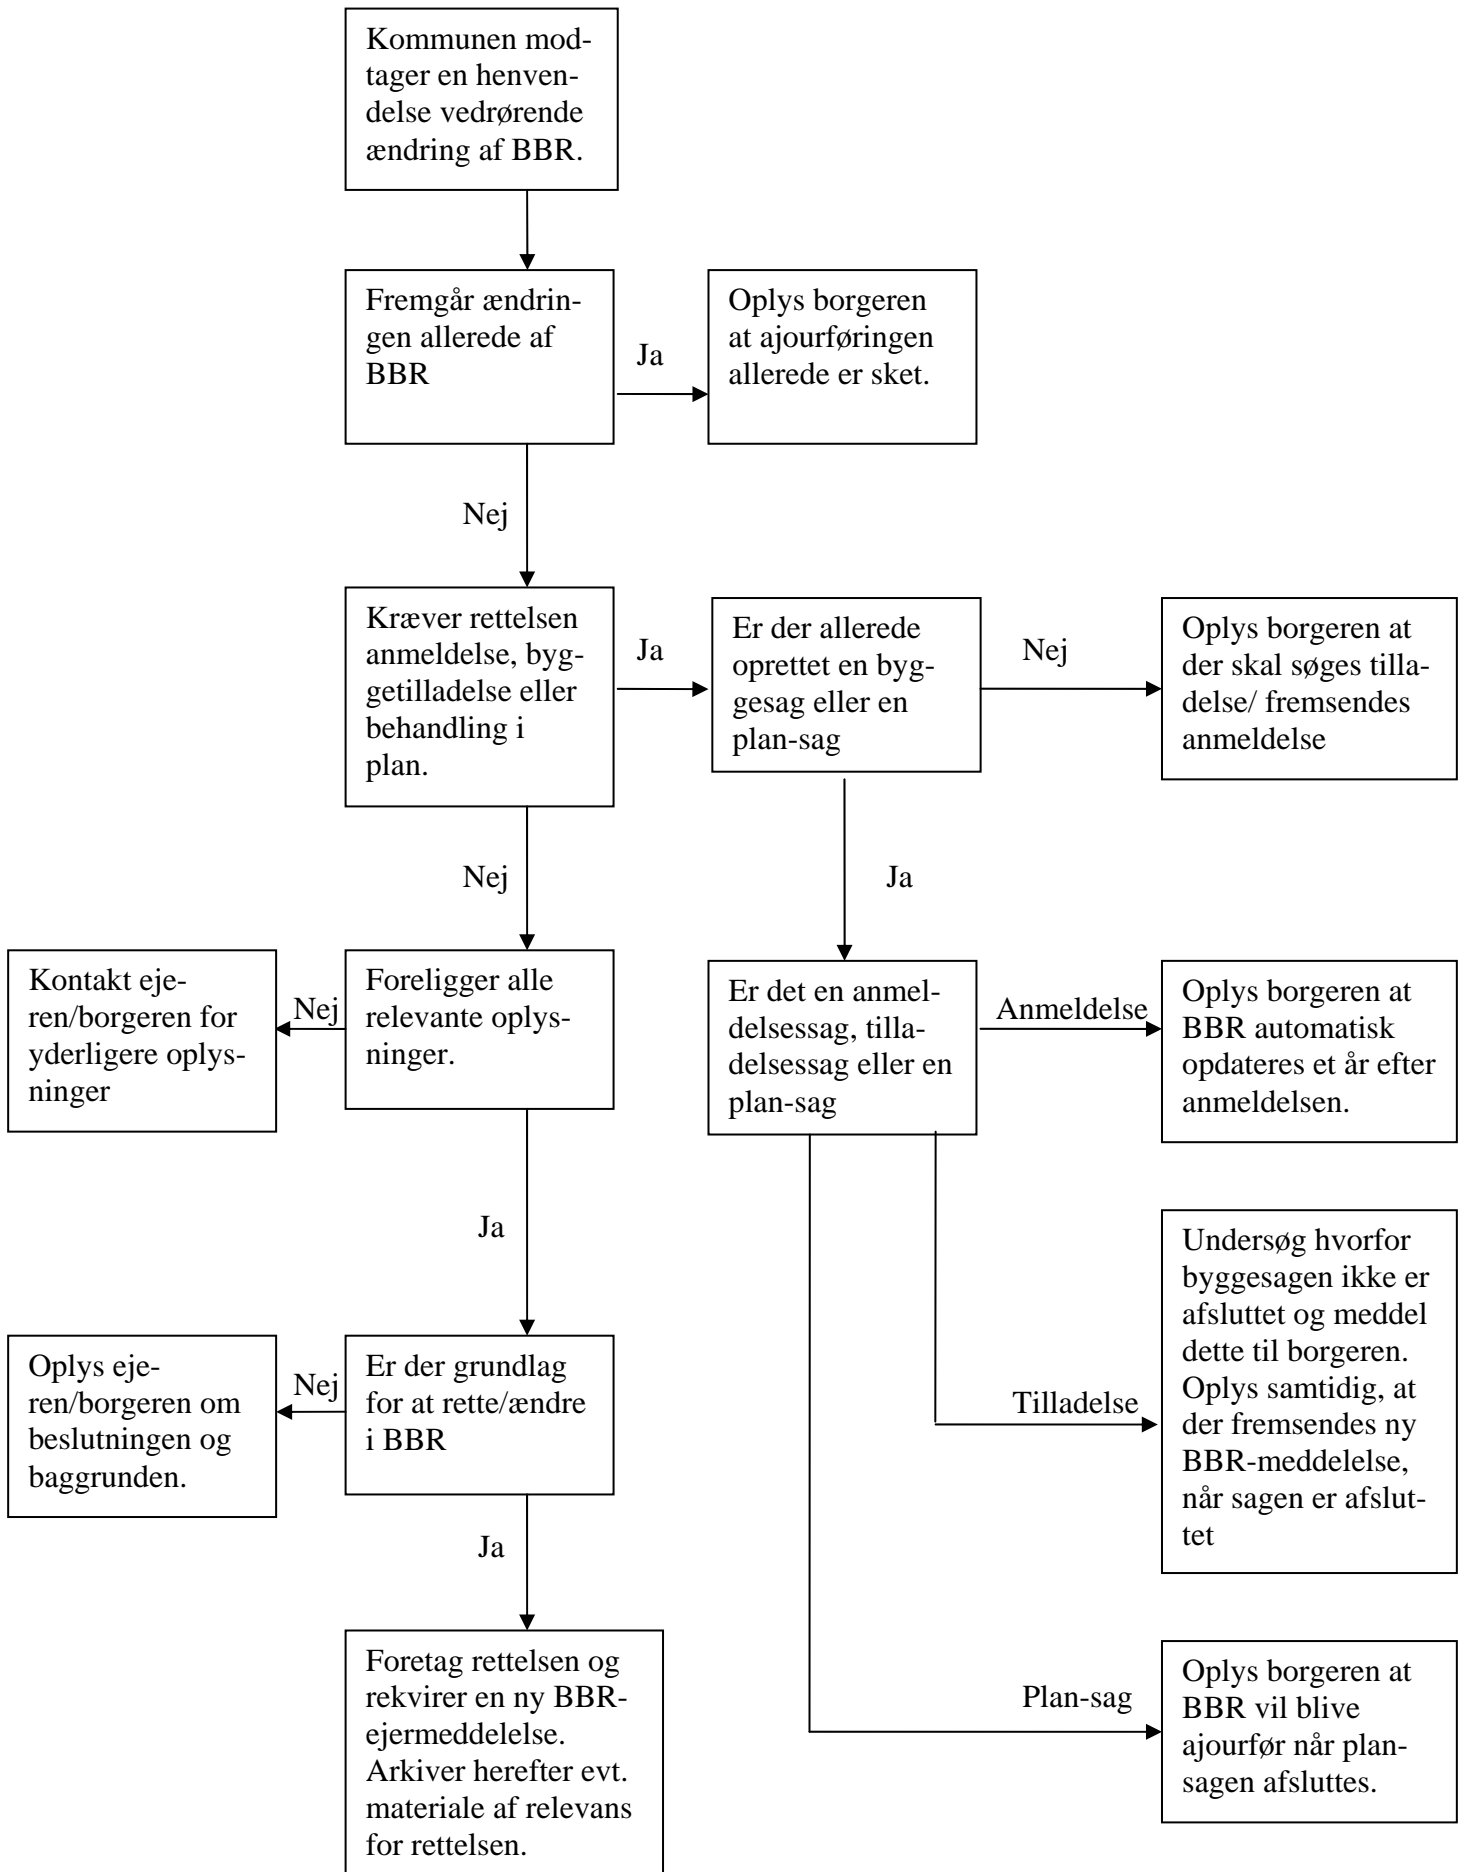 Kommunen mod-
tager en henven-
delse vedrørende
ændring af BBR.
Fremgår ændrin-
gen allerede af
BBR
Ja
Oplys borgeren
at ajourføringen
allerede er sket.
Nej
Kræver rettelsen
anmeldelse, byg-
getilladelse eller
behandling i
plan.
Ja
Er der allerede
oprettet en byg-
gesag eller en
plan-sag
Nej
Oplys borgeren at
der skal søges tilla-
delse/ fremsendes
anmeldelse
Nej
Ja
Kontakt eje-
ren/borgeren for
yderligere oplys-
ninger
Nej
Foreligger alle
relevante oplys-
ninger.
Er det en anmel-
delsessag, tilla-
delsessag eller en
plan-sag
Anmeldelse
Oplys borgeren at
BBR automatisk
opdateres et år efter
anmeldelsen.
Ja
Undersøg hvorfor
byggesagen ikke er
afsluttet og meddel
dette til borgeren.
Oplys samtidig, at
der fremsendes ny
BBR-meddelelse,
når sagen er afslut-
tet
Tilladelse
Oplys eje-
ren/borgeren om
beslutningen og
baggrunden.
Nej
Er der grundlag
for at rette/ændre
i BBR
Ja
Foretag rettelsen og
rekvirer en ny BBR-
ejermeddelelse.
Arkiver herefter evt.
materiale af relevans
for rettelsen.
Plan-sag
Oplys borgeren at
BBR vil blive
ajourfør når plan-
sagen afsluttes.